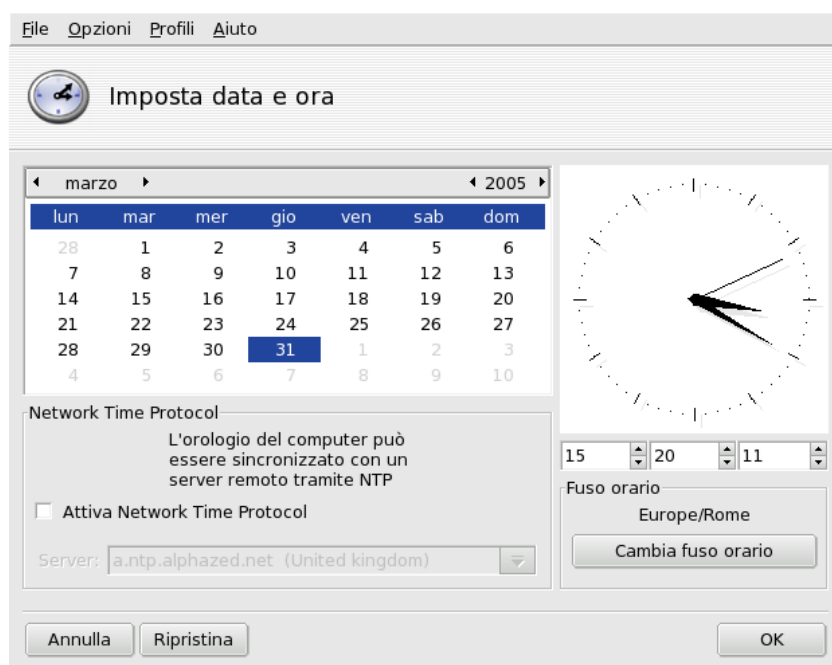 File Opzioni Profili Aiuto
Imposta data e ora
marzo 2005
lun mar mer gio ven sab dom
28 1 2 3 4 5 6
7 8 9 10 11 12 13
14 15 16 17 18 19 20
21 22 23 24 25 26 27
28 29 30 31 1 2 3
4 5 6 7 8 9 10
Network Time Protocol
L'orologio del computer può
essere sincronizzato con un
server remoto tramite NTP
Attiva Network Time Protocol
Server: a.ntp.alphazed.net (United kingdom)
15 20 11
Fuso orario
Europe/Rome
Cambia fuso orario
Annulla Ripristina OK